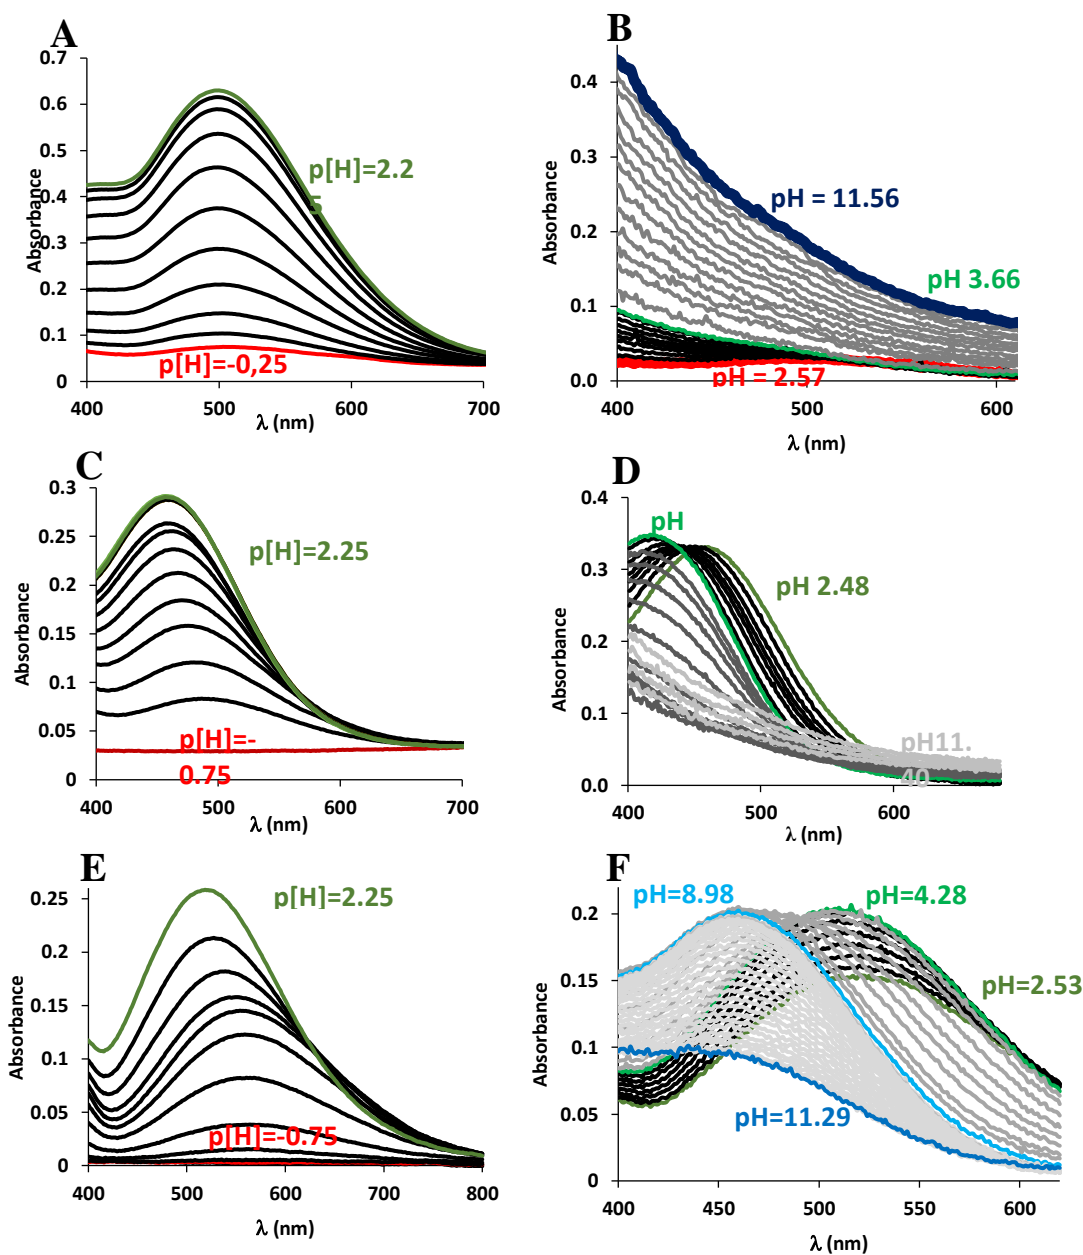 A
0.7
0.6
0.5
0.4
0.3
0.2
0.1
0
Absorbance
p[H]=2.2
5
p[H]=-0,25
400 500 600 700
λ (nm)
B
0.4
0.3
0.2
0.1
0.0
Absorbance
pH = 11.56
pH 3.66
pH = 2.57
400 500 600
λ (nm)
C
0.3
0.25
0.2
0.15
0.1
0.05
0
Absorbance
p[H]=2.25
p[H]=-
0.75
400 500 600 700
λ (nm)
D
0.4
0.3
0.2
0.1
0.0
Absorbance
pH
pH 2.48
pH11.
40
400 500 600
λ (nm)
E
0.25
0.2
0.15
0.1
0.05
0
Absorbance
p[H]=2.25
p[H]=-0.75
400 500 600 700 800
λ (nm)
F
0.2
0.15
0.1
0.05
0
Absorbance
pH=8.98
pH=4.28
pH=2.53
pH=11.29
400 450 500 550 600
λ (nm)